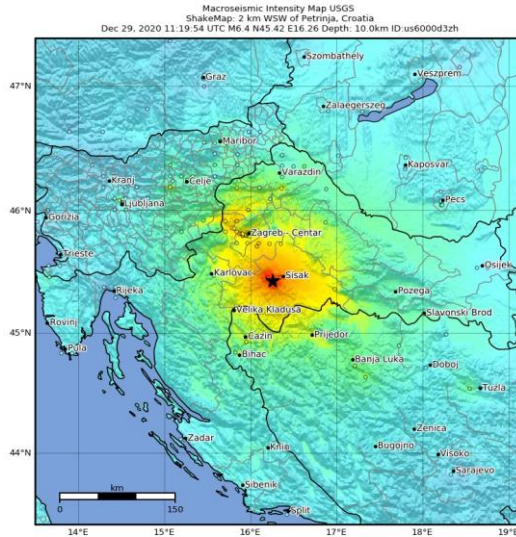 Macroseismic Intensity Map USGS
ShakeMap: 2 km WSW of Petrinja, Croatia
Dec 29, 2020 11:19:54 UTC M6.4 N45.42 E16.26 Depth: 10.0km ID:us6000d3zh
Szombathely
Graz
Veszprem
47°N
Zalaegerszeg
Maribor
Kaposvar
Varazdin
Kranj
Celje
Pecs
Ljubljana
46°N
Gorizia
Zagreb - Centar
Trieste
Osijek
Karlovac
Sisak
Rijeka
Pozega
Velika Kladusa
Slavonski Brod
Rovinj
45°N
Prijedor
Cazin
Pula
Bihac
Banja Luka
Doboj
Tuzla
Zenica
Zadar
Knin
Bugojno
44°N
Visoko
Sarajevo
km
Sibenik
0
150
Split
14°E
15°E
16°E
17°E
18°E
19°E